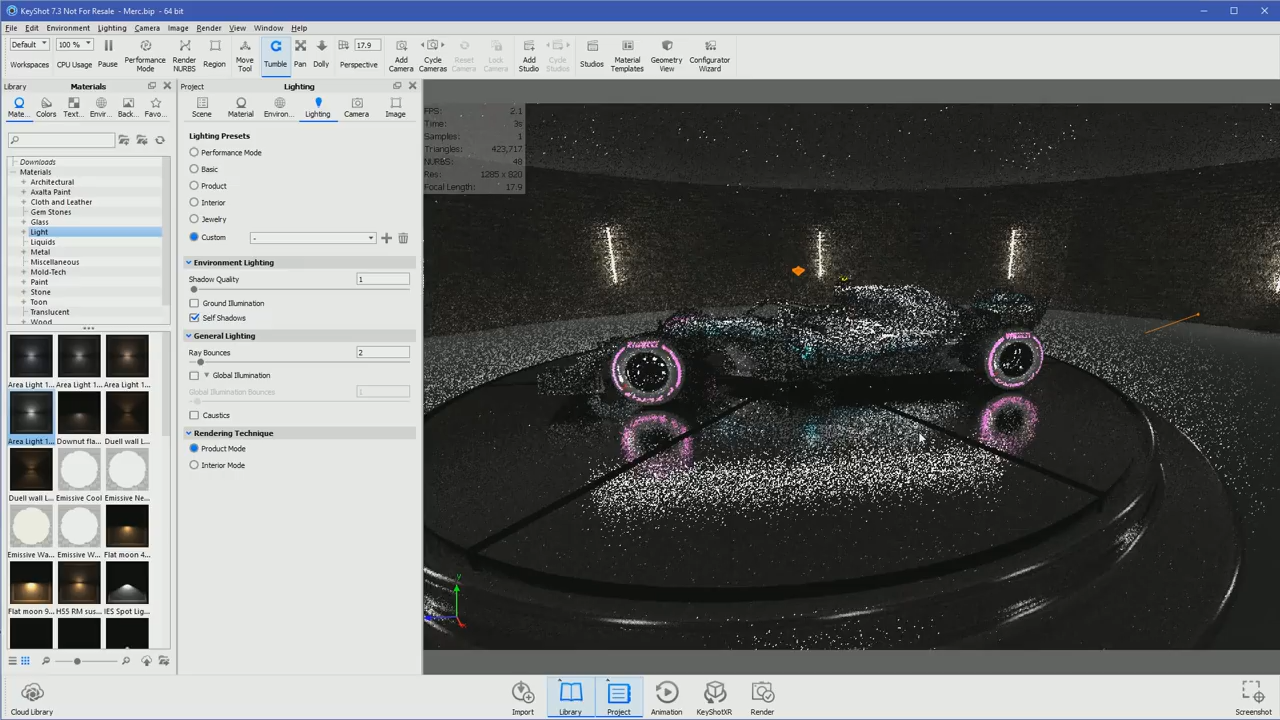 KeyShot 7.3 Not For Resale - Merc.bip - 64 bit
File Edit Environment Lighting Camera Image Render View Window Help
Default 100 % 17.9
Workspaces CPU Usage Pause Performance Mode Render NURBS Region Move Tool Tumble Pan Dolly Perspective Add Camera Cycle Cameras Reset Camera Lock Camera Add Studio Cycle Studios Studios Material Templates Geometry View Configurator Wizard
Library Materials
Mate... Colors Text... Envir... Back... Favo...
Downloads
Materials
Architectural
Axalta Paint
Cloth and Leather
Gem Stones
Glass
Light
Liquids
Metal
Miscellaneous
Mold-Tech
Paint
Stone
Toon
Translucent
Wood
Area Light 1... Area Light 1... Area Light 1...
Area Light 1... Downut fla... Duell wall L...
Duell wall L... Emissive Cool Emissive Ne...
Emissive Wa... Emissive W... Flat moon 4...
Flat moon 9... H55 RM sus... IES Spot Lig...
Project Lighting
Scene Material Environ... Lighting Camera Image
Lighting Presets
Performance Mode
Basic
Product
Interior
Jewelry
Custom -
Environment Lighting
Shadow Quality 1
Ground Illumination
Self Shadows
General Lighting
Ray Bounces 2
Global Illumination
Global Illumination Bounces 1
Caustics
Rendering Technique
Product Mode
Interior Mode
FPS: 2.1
Time: 3s
Samples: 1
Triangles: 423,717
NURBS: 48
Res: 1285 x 820
Focal Length: 17.9
Y
Cloud Library Import Library Project Animation KeyShotXR Render Screenshot